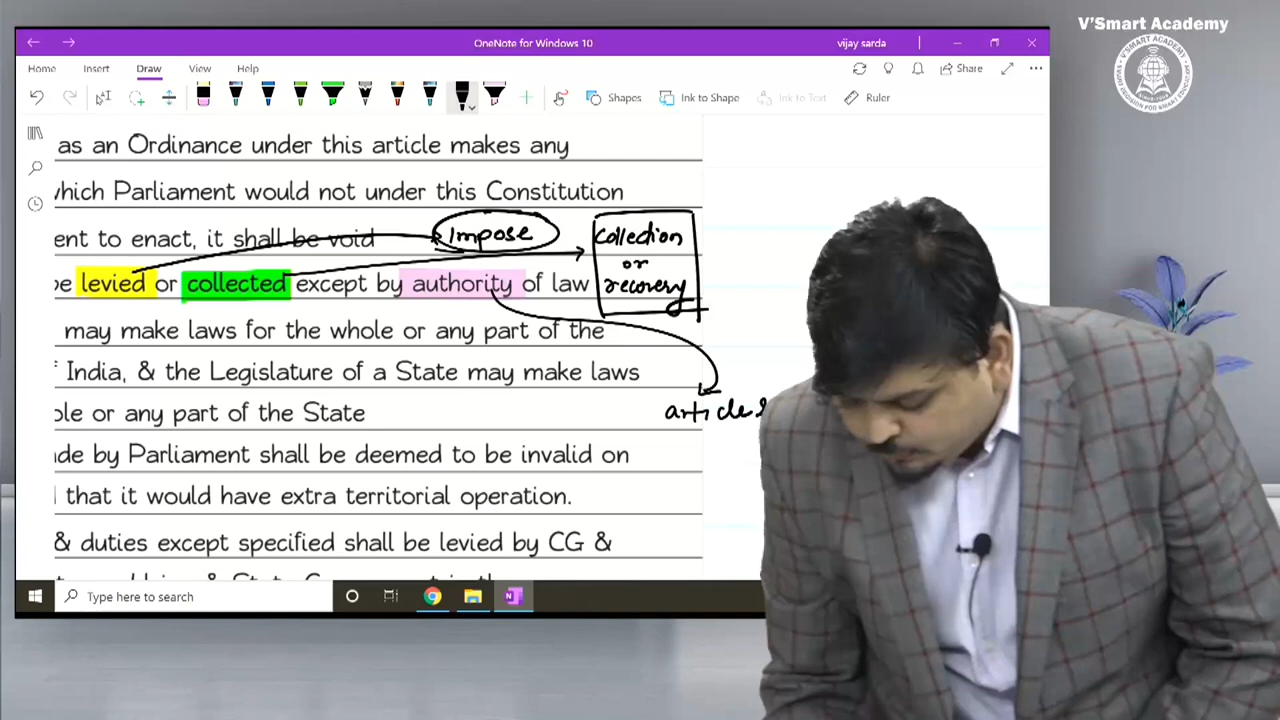 V'Smart Academy
OneNote for Windows 10
vijay sarda
Home Insert Draw View Help
Share
Shapes
Ink to Shape
Ink to Text
Ruler
as an Ordinance under this article makes any
which Parliament would not under this Constitution
ent to enact, it shall be void
Impose
collection
or
recovery
be levied or collected except by authority of law
may make laws for the whole or any part of the
f India, & the Legislature of a State may make laws
ole or any part of the State
article
ade by Parliament shall be deemed to be invalid on
that it would have extra territorial operation.
& duties except specified shall be levied by CG &
Type here to search